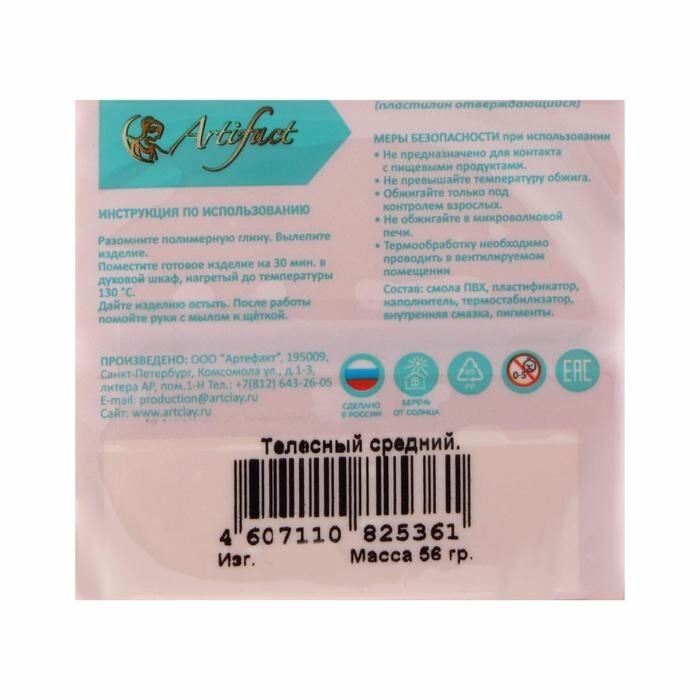 (пластилин отверждающийся)
Artifact
МЕРЫ БЕЗОПАСНОСТИ при использовании
• Не предназначено для контакта
с пищевыми продуктами.
• Не превышайте температуру обжига.
• Обжигайте только под
контролем взрослых.
• Не обжигайте в микроволновой
печи.
• Термообработку необходимо
проводить в вентилируемом
помещении
Состав: смола ПВХ, пластификатор,
наполнитель, термостабилизатор,
внутренняя смазка, пигменты.
ИНСТРУКЦИЯ ПО ИСПОЛЬЗОВАНИЮ
Разомните полимерную глину. Вылепите
изделие.
Поместите готовое изделие на 30 мин. в
духовой шкаф, нагретый до температуры
130 °C.
Дайте изделию остыть. После работы
помойте руки с мылом и щёткой.
ПРОИЗВЕДЕНО: ООО "Артефакт", 195009,
Санкт-Петербург, Комсомола ул., д.1-3,
литера АР, пом.1-Н Тел.: +7(812) 643-26-05
E-mail: production@artclay.ru
Сайт: www.artclay.ru
СДЕЛАНО
В РОССИИ
БЕРЕЧЬ
ОТ СОЛНЦА
05
PP
0-5
EAC
Телесный средний.
4 607110 825361
Изг.
Масса 56 гр.